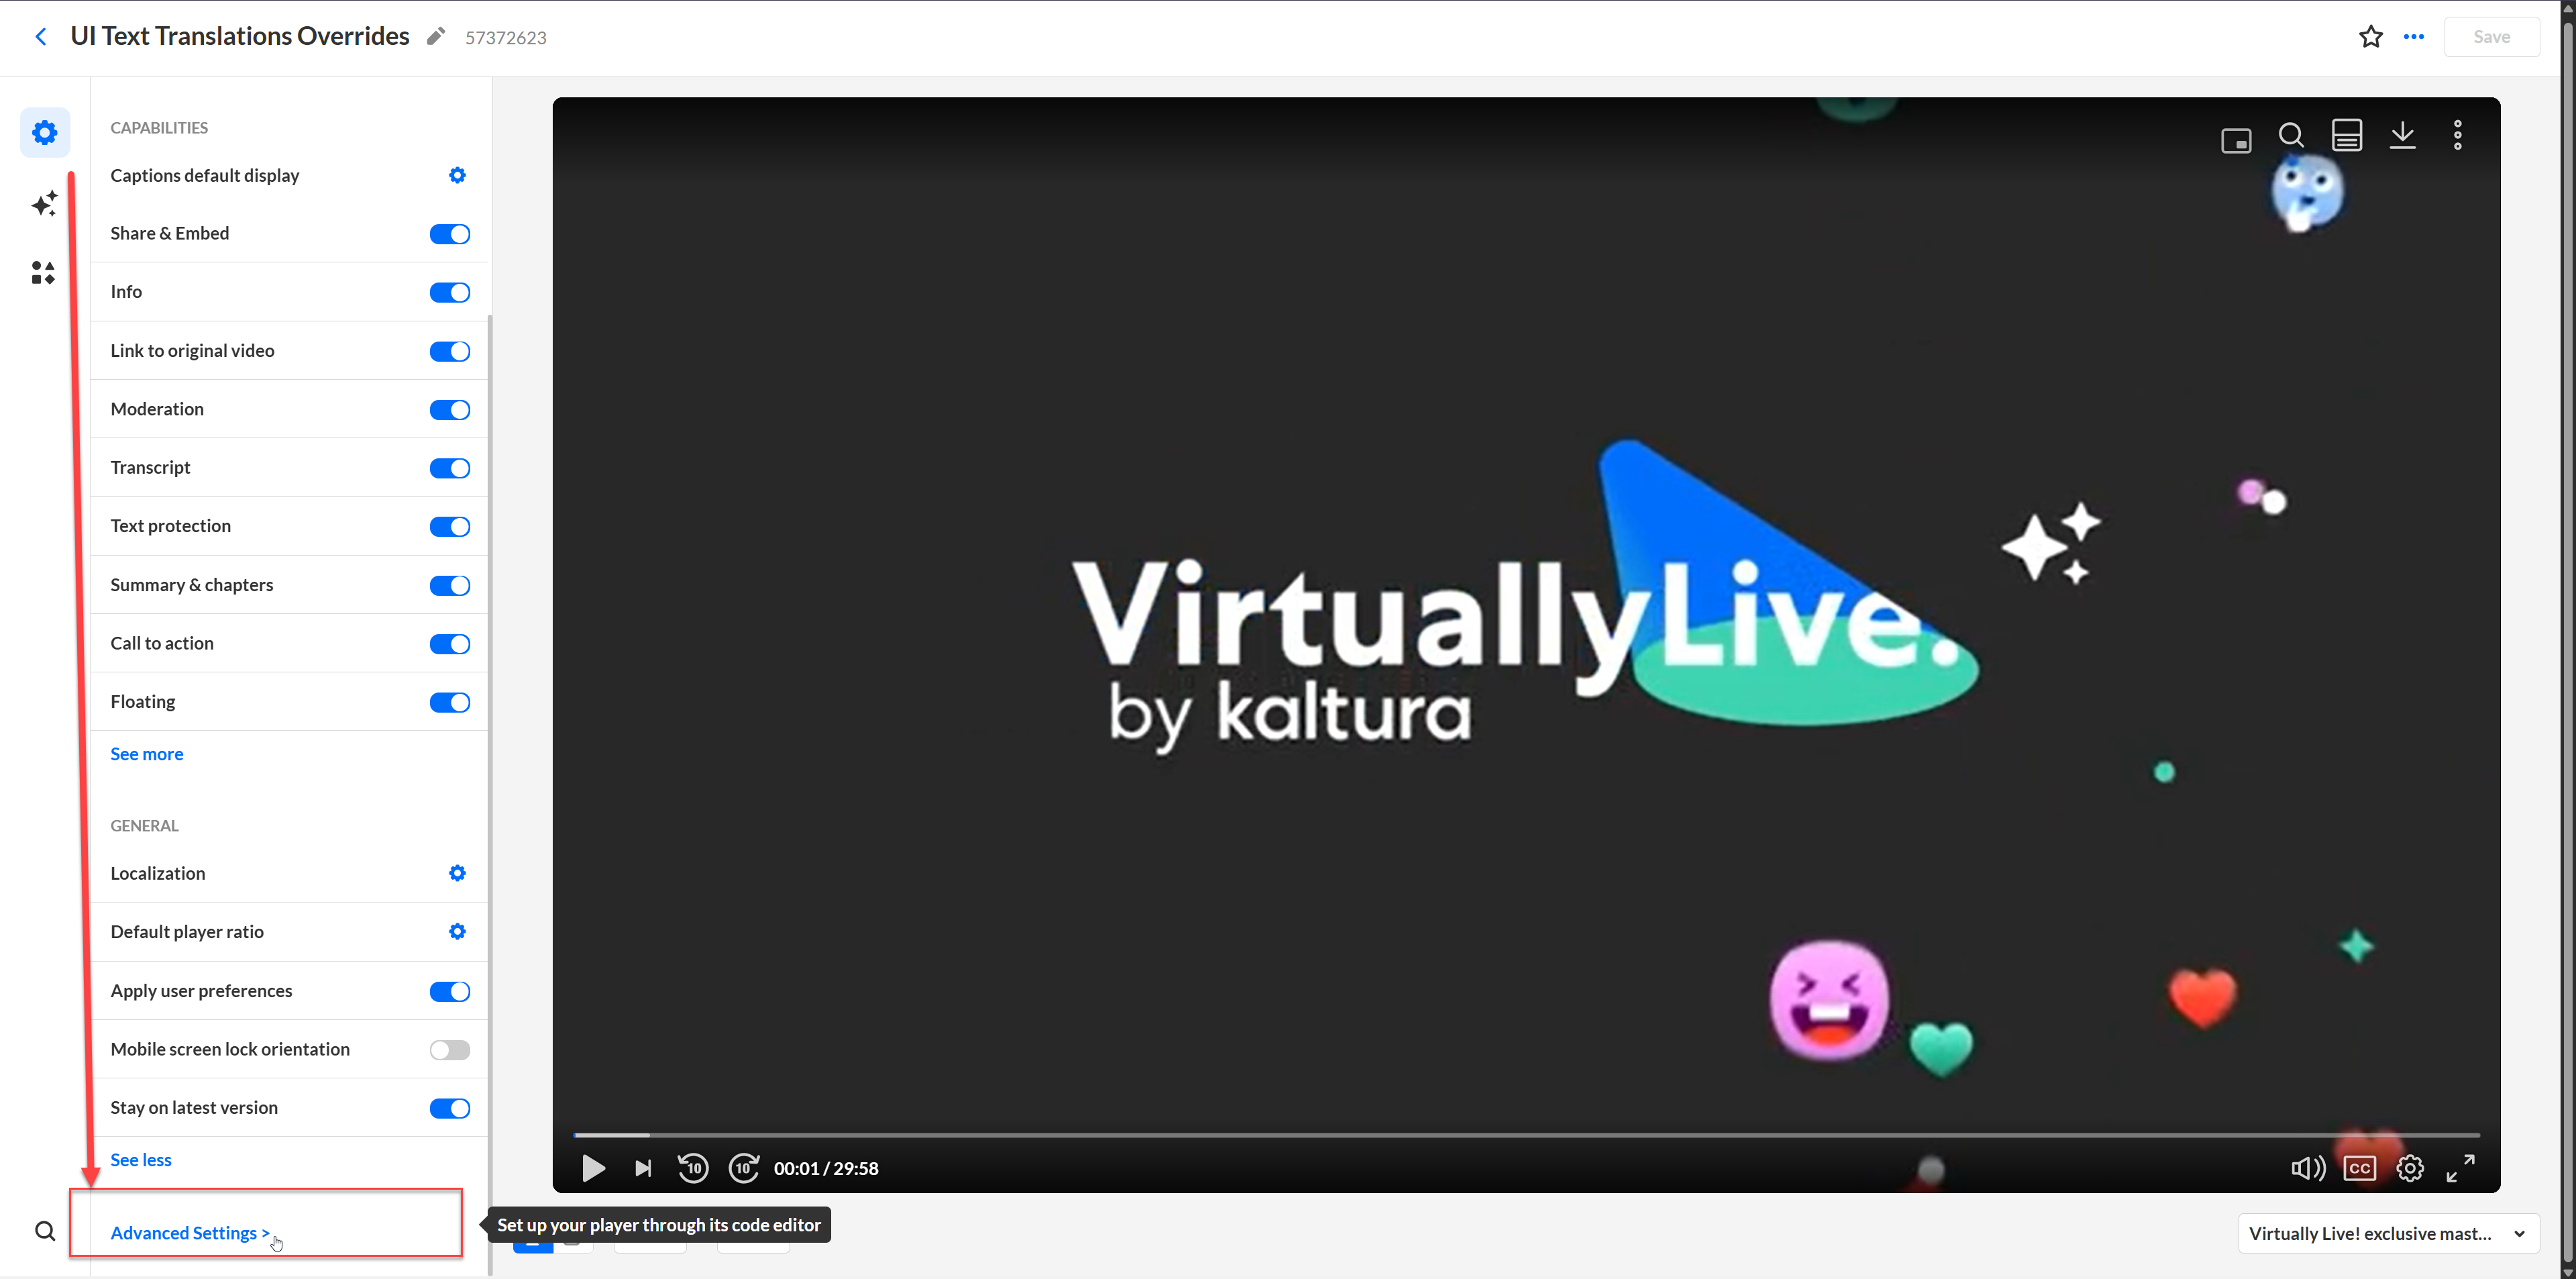 UI Text Translations Overrides 57372623
Save
CAPABILITIES
Captions default display
Share & Embed
Info
Link to original video
Moderation
Transcript
Text protection
Summary & chapters
Call to action
Floating
See more
GENERAL
Localization
Default player ratio
Apply user preferences
Mobile screen lock orientation
Stay on latest version
See less
Advanced Settings >
Set up your player through its code editor
VirtuallyLive.
by kaltura
10 10 00:01 / 29:58
CC
Virtually Live! exclusive mast...